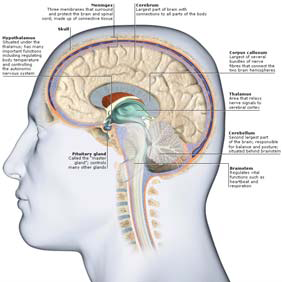 Meninges
Three membranes that surround
and protect the brain and spinal
cord; made up of connective tissue
Cerebrum
Largest part of brain with
connections to all parts of the body
Skull
Hypothalamus
Situated under the
thalamus; has many
important functions
including regulating
body temperature
and controlling
the autonomic
nervous system
Corpus callosum
Largest of several
bundles of nerve
fibres that connect the
two brain hemispheres
Thalamus
Area that relays
nerve signals to
cerebral cortex
Cerebellum
Second largest part
of the brain; responsible
for balance and posture;
situated behind brainstem
Pituitary gland
Called the "master
gland"; controls
many other glands
Brainstem
Regulates vital
functions such as
heartbeat and
respiration